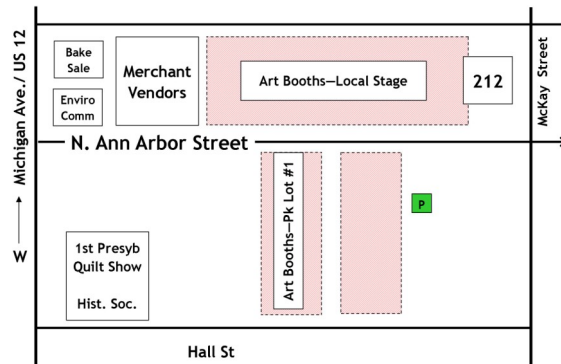 Bake
Sale
Enviro
Comm
Merchant
Vendors
Art Booths—Local Stage
212
McKay Street
Michigan Ave./ US 12
W
N. Ann Arbor Street
Art Booths—Pk Lot #1
P
1st Presyb
Quilt Show
Hist. Soc.
Hall St